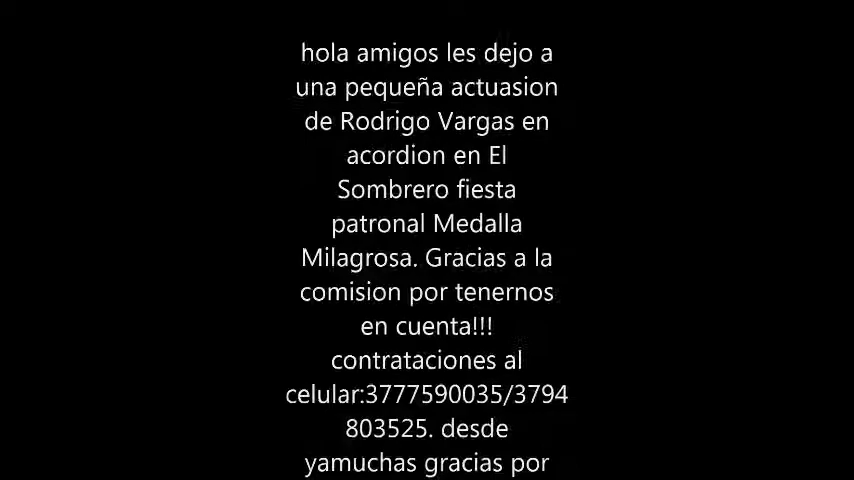 hola amigos les dejo a
una pequeña actuasion
de Rodrigo Vargas en
acordion en El
Sombrero fiesta
patronal Medalla
Milagrosa. Gracias a la
comision por tenernos
en cuenta!!!
contrataciones al
celular:3777590035/3794
803525. desde
yamuchas gracias por